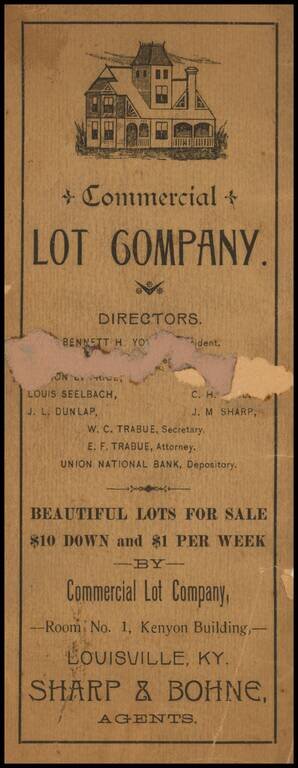 Commercial
LOT COMPANY.
DIRECTORS.
BENNETT H.
LOUIS SEELBACH, C. H.
J. L. DUNLAP, J. M SHARP,
W. C. TRABUE, Secretary.
E. F. TRABUE, Attorney.
UNION NATIONAL BANK, Depository.
BEAUTIFUL LOTS FOR SALE
$10 DOWN and $1 PER WEEK
—BY—
Commercial Lot Company,
—Room No. 1, Kenyon Building,—
LOUISVILLE, KY.
SHARP & BOHNE,
AGENTS.